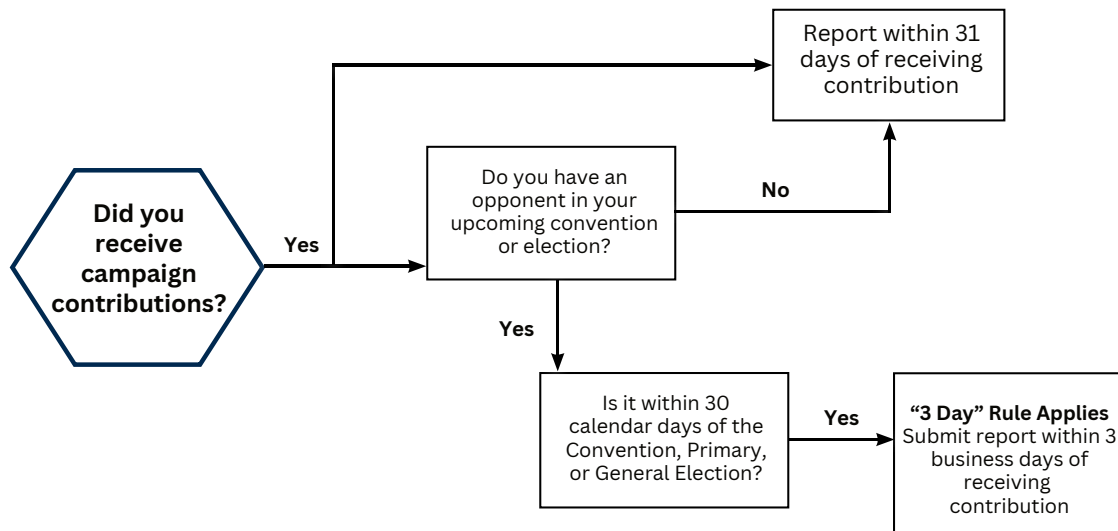 Report within 31
days of receiving
contribution
Did you
receive
campaign
contributions?
Yes
Do you have an
opponent in your
upcoming convention
or election?
No
Yes
Is it within 30
calendar days of the
Convention, Primary,
or General Election?
Yes
“3 Day” Rule Applies
Submit report within 3
business days of
receiving
contribution